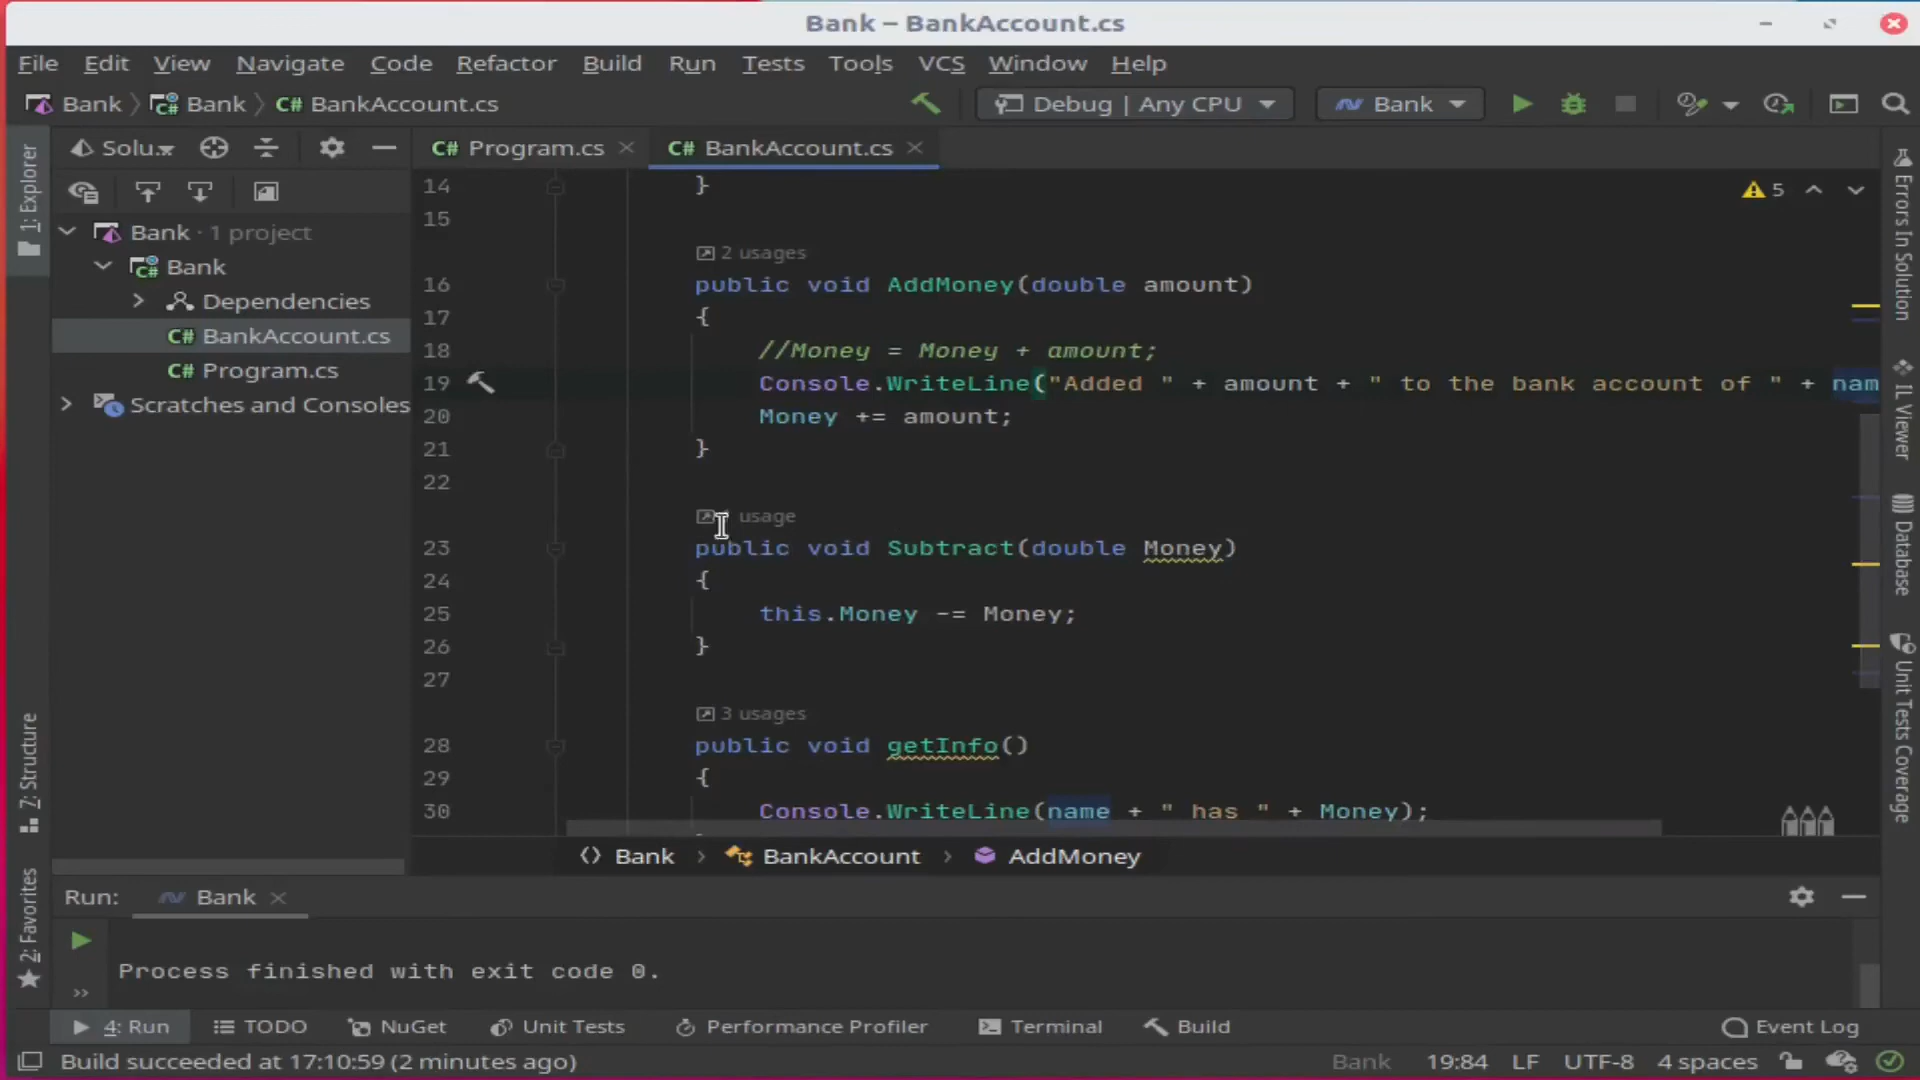 Bank – BankAccount.cs
File Edit View Navigate Code Refactor Build Run Tests Tools VCS Window Help
Bank Bank C# BankAccount.cs Debug | Any CPU Bank
Solu... C# Program.cs C# BankAccount.cs
1: Explorer
14 }
5
15
Bank · 1 project
2 usages
Bank
16 public void AddMoney(double amount)
Dependencies
17 {
C# BankAccount.cs
18 //Money = Money + amount;
C# Program.cs
19 Console.WriteLine("Added " + amount + " to the bank account of " + nam
Scratches and Consoles
20 Money += amount;
21 }
22
usage
23 public void Subtract(double Money)
24 {
25 this.Money -= Money;
26 }
27
3 usages
28 public void getInfo()
29 {
30 Console.WriteLine(name + " has " + Money);
Errors In Solution
IL Viewer
Database
Unit Tests Coverage
7: Structure
2: Favorites
Bank BankAccount AddMoney
Run: Bank
Process finished with exit code 0.
4: Run TODO NuGet Unit Tests Performance Profiler Terminal Build Event Log
Build succeeded at 17:10:59 (2 minutes ago) Bank 19:84 LF UTF-8 4 spaces